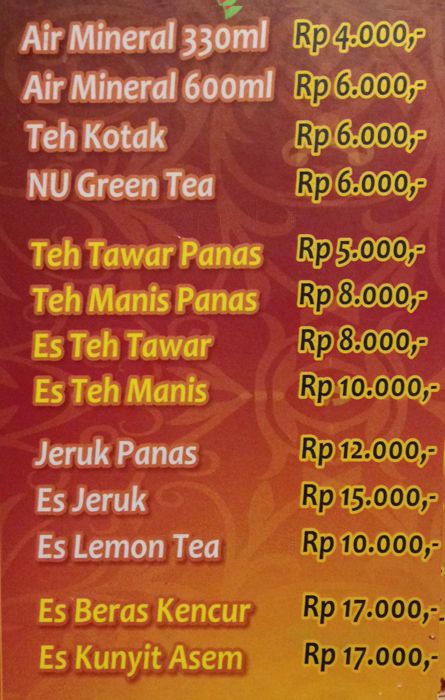 Air Mineral 330ml Rp 4.000,-
Air Mineral 600ml Rp 6.000,-
Teh Kotak Rp 6.000,-
NU Green Tea Rp 6.000,-
Teh Tawar Panas Rp 5.000,-
Teh Manis Panas Rp 8.000,-
Es Teh Tawar Rp 8.000,-
Es Teh Manis Rp 10.000,-
Jeruk Panas Rp 12.000,-
Es Jeruk Rp 15.000,-
Es Lemon Tea Rp 10.000,-
Es Beras Kencur Rp 17.000,-
Es Kunyit Asem Rp 17.000,-